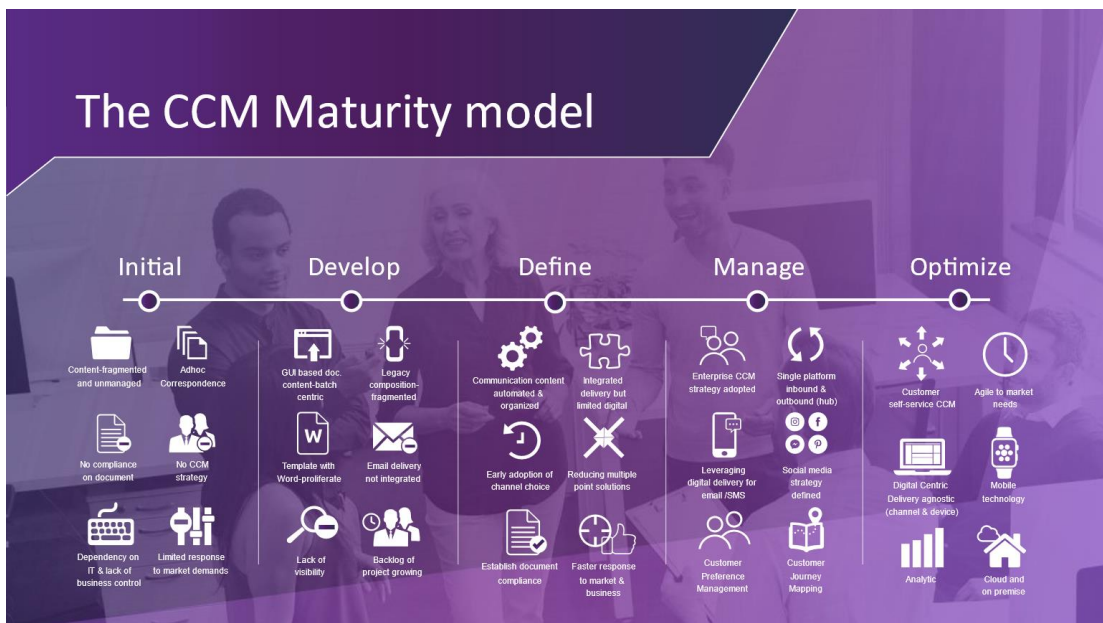 The CCM Maturity model
Initial
Develop
Define
Manage
Optimize
Content-fragmented
and unmanaged
Adhoc
Correspondence
No compliance
on document
No CCM
strategy
Dependency on
IT & lack of
business control
Limited response
to market demands
GUI based doc.
content-batch
centric
Legacy
composition-
fragmented
W
Template with
Word-proliferate
Email delivery
not integrated
Lack of
visibility
Backlog of
project growing
Communication content
automated &
organized
Integrated
delivery but
limited digital
Early adoption of
channel choice
Reducing multiple
point solutions
Establish document
compliance
Faster response
to market &
business
Enterprise CCM
strategy adopted
Single platform
inbound &
outbound (hub)
Leveraging
digital delivery for
email /SMS
Social media
strategy
defined
Customer
Preference
Management
Customer
Journey
Mapping
Customer
self-service CCM
Agile to market
needs
Digital Centric
Delivery agnostic
(channel & device)
Mobile
technology
Analytic
Cloud and
on premise